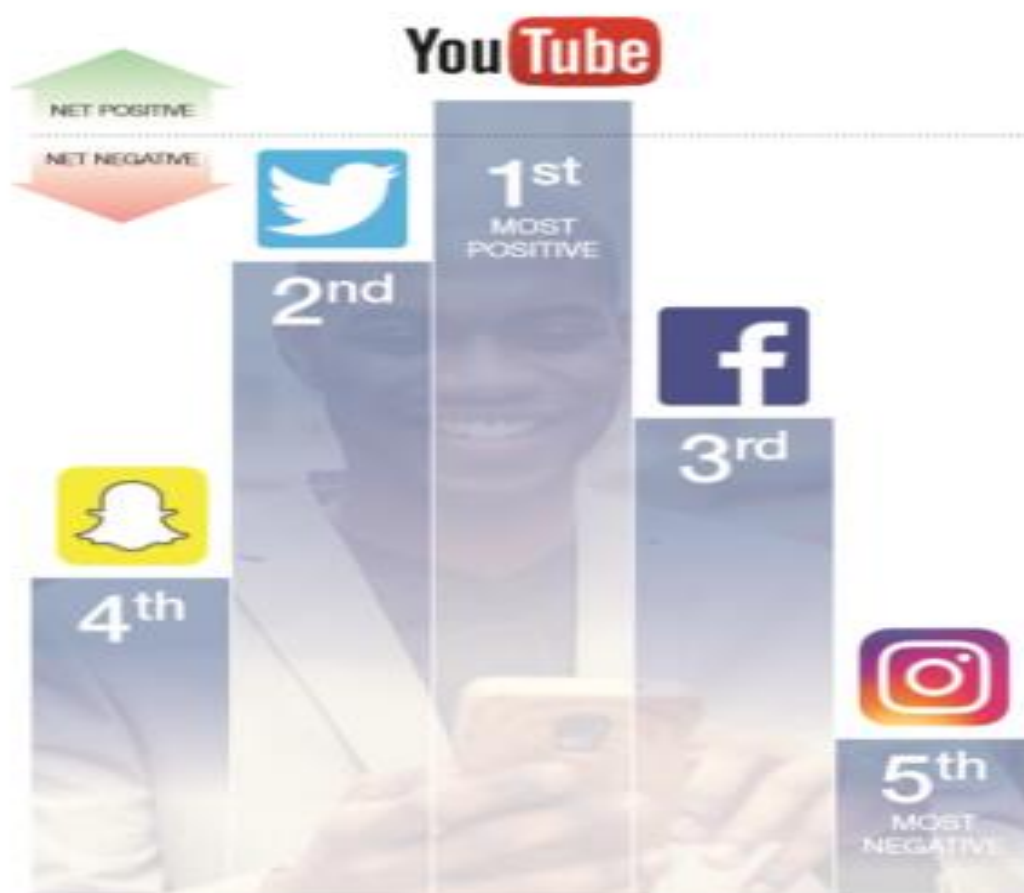 YouTube
NET POSITIVE
NET NEGATIVE
1st
MOST
POSITIVE
2nd
f
3rd
4th
5th
MOST
NEGATIVE